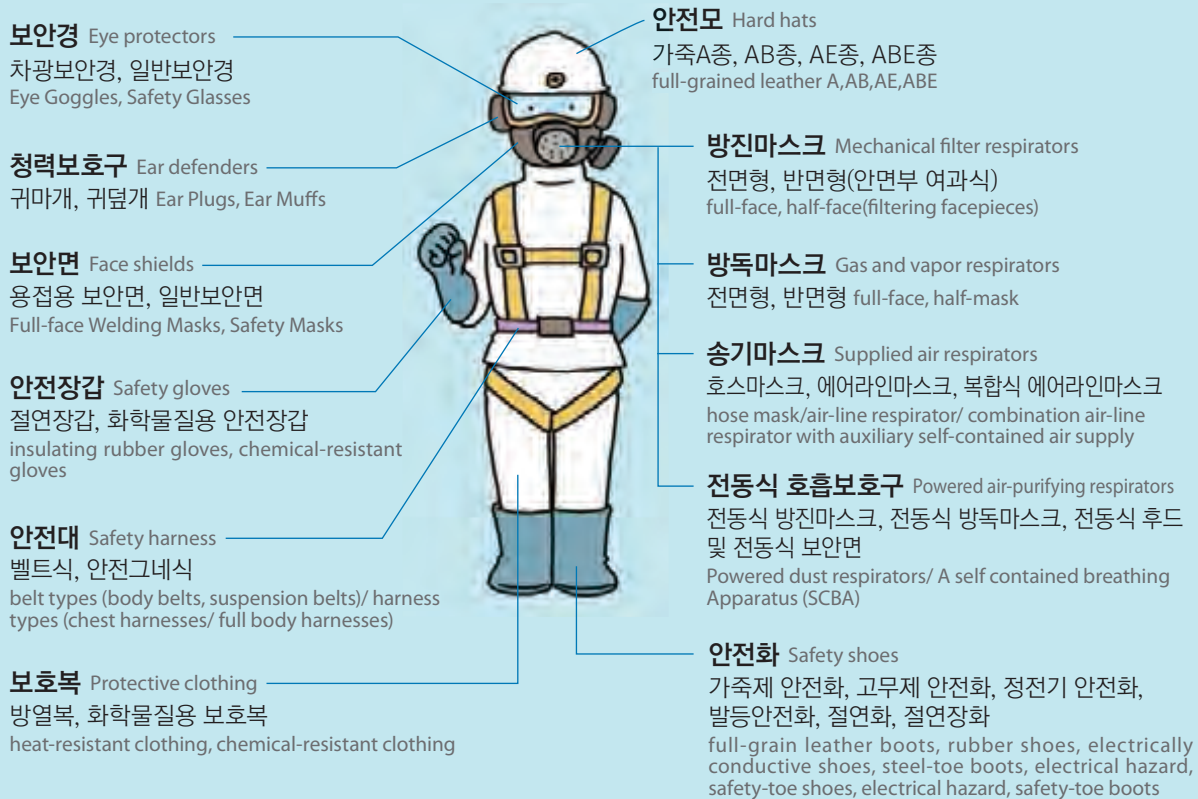 보안경 Eye protectors
차광보안경, 일반보안경
Eye Goggles, Safety Glasses
청력보호구 Ear defenders
귀마개, 귀덮개 Ear Plugs, Ear Muffs
보안면 Face shields
용접용 보안면, 일반보안면
Full-face Welding Masks, Safety Masks
안전장갑 Safety gloves
절연장갑, 화학물질용 안전장갑
insulating rubber gloves, chemical-resistant
gloves
안전대 Safety harness
벨트식, 안전그네식
belt types (body belts, suspension belts)/ harness
types (chest harnesses/ full body harnesses)
보호복 Protective clothing
방열복, 화학물질용 보호복
heat-resistant clothing, chemical-resistant clothing
안전모 Hard hats
가죽A종, AB종, AE종, ABE종
full-grained leather A,AB,AE,ABE
방진마스크 Mechanical filter respirators
전면형, 반면형(안면부 여과식)
full-face, half-face(filtering facepieces)
방독마스크 Gas and vapor respirators
전면형, 반면형 full-face, half-mask
송기마스크 Supplied air respirators
호스마스크, 에어라인마스크, 복합식 에어라인마스크
hose mask/air-line respirator/ combination air-line
respirator with auxiliary self-contained air supply
전동식 호흡보호구 Powered air-purifying respirators
전동식 방진마스크, 전동식 방독마스크, 전동식 후드
및 전동식 보안면
Powered dust respirators/ A self contained breathing
Apparatus (SCBA)
안전화 Safety shoes
가죽제 안전화, 고무제 안전화, 정전기 안전화,
발등안전화, 절연화, 절연장화
full-grain leather boots, rubber shoes, electrically
conductive shoes, steel-toe boots, electrical hazard,
safety-toe shoes, electrical hazard, safety-toe boots